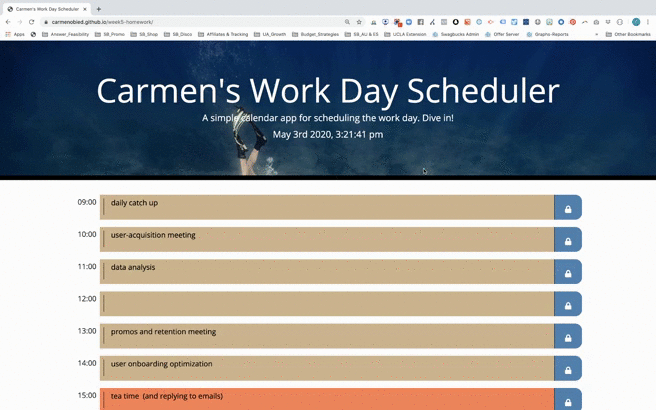 Carmen's Work Day Scheduler
carmenobied.github.io/week5-homework/
Apps
Answer_Feasibility
SB_Promo
SB_Shop
SB_Disco
Affiliates & Tracking
UA_Growth
Budget_Strategies
SB_AU & ES
UCLA Extension
Swagbucks Admin
Offer Server
Graphs-Reports
Other Bookmarks
Carmen's Work Day Scheduler
A simple calendar app for scheduling the work day. Dive in!
May 3rd 2020, 3:21:41 pm
09:00 daily catch up
10:00 user-acquisition meeting
11:00 data analysis
12:00
13:00 promos and retention meeting
14:00 user onboarding optimization
15:00 tea time (and replying to emails)